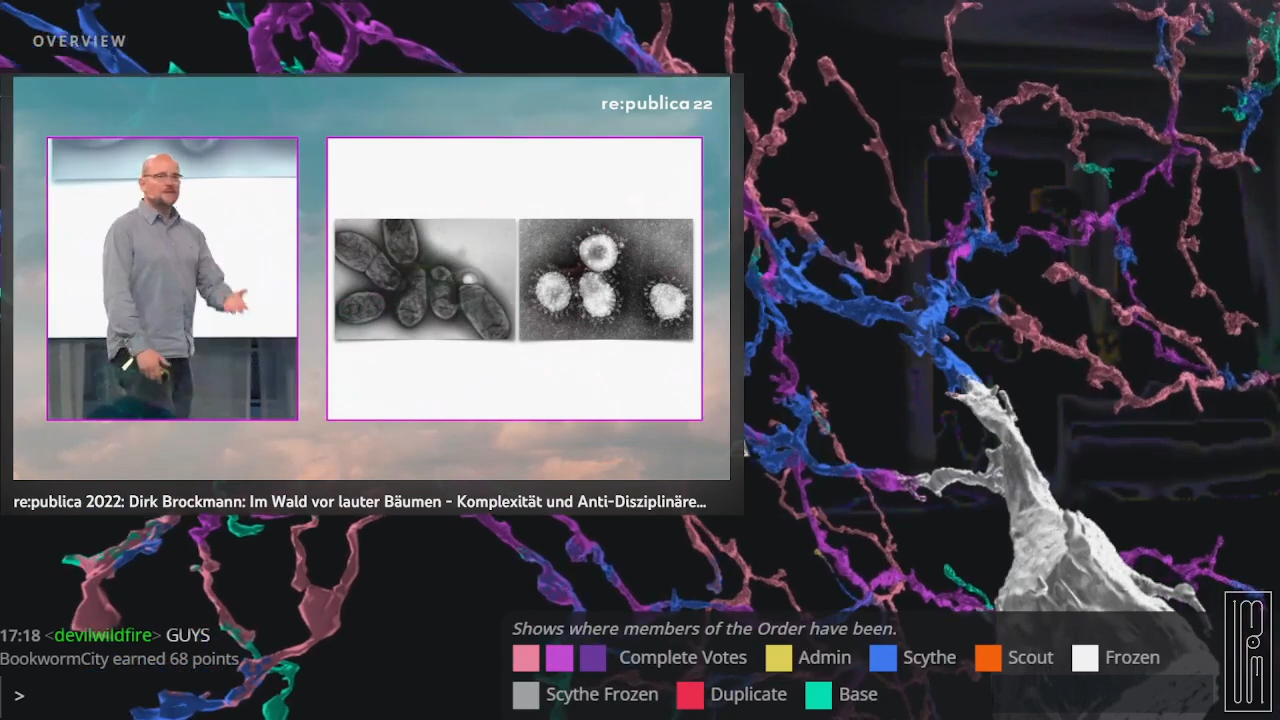 OVERVIEW
re:publica 22
re:publica 2022: Dirk Brockmann: Im Wald vor lauter Bäumen - Komplexität und Anti-Disziplinäre...
17:18 <devilwildfire> GUYS
BookwormCity earned 68 points
>
Shows where members of the Order have been.
Complete Votes Admin Scythe Scout Frozen
Scythe Frozen Duplicate Base